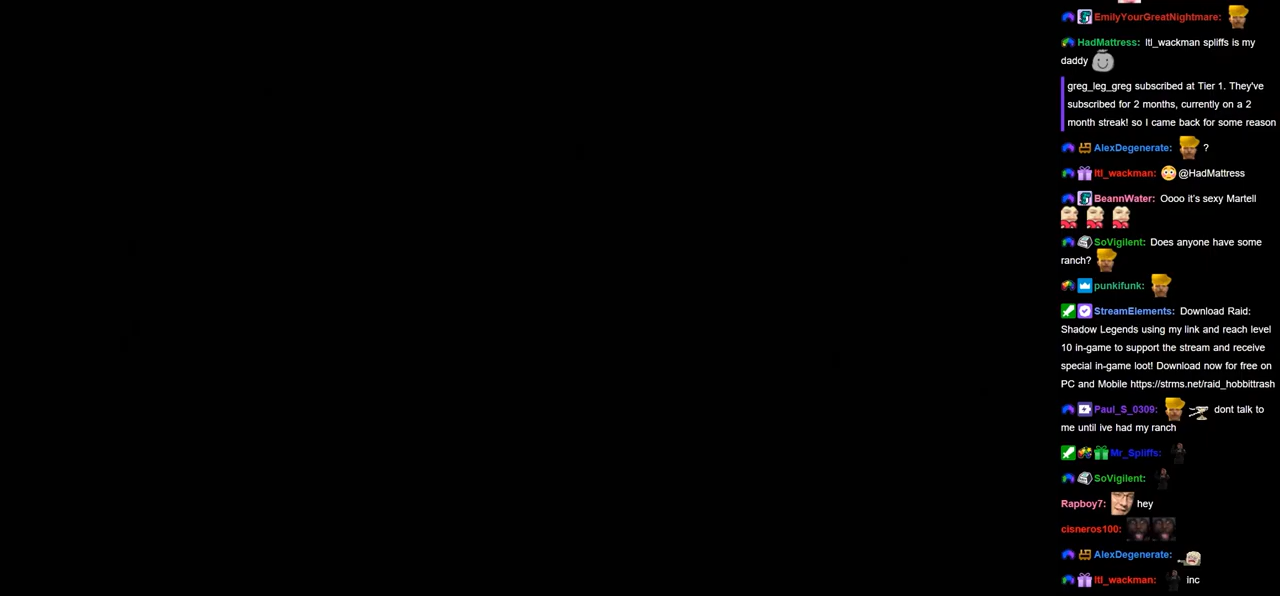 EmilyYourGreatNightmare:
HadMattress: ltl_wackman spliffs is my
daddy
greg_leg_greg subscribed at Tier 1. They've
subscribed for 2 months, currently on a 2
month streak! so I came back for some reason
AlexDegenerate: ?
ltl_wackman: @HadMattress
BeannWater: Oooo it's sexy Martell
SoVigilent: Does anyone have some
ranch?
punkifunk:
StreamElements: Download Raid:
Shadow Legends using my link and reach level
10 in-game to support the stream and receive
special in-game loot! Download now for free on
PC and Mobile https://strms.net/raid_hobbittrash
Paul_S_0309: dont talk to
me until ive had my ranch
Mr_Spliffs:
SoVigilent:
Rapboy7: hey
cisneros100:
AlexDegenerate:
ltl_wackman: inc